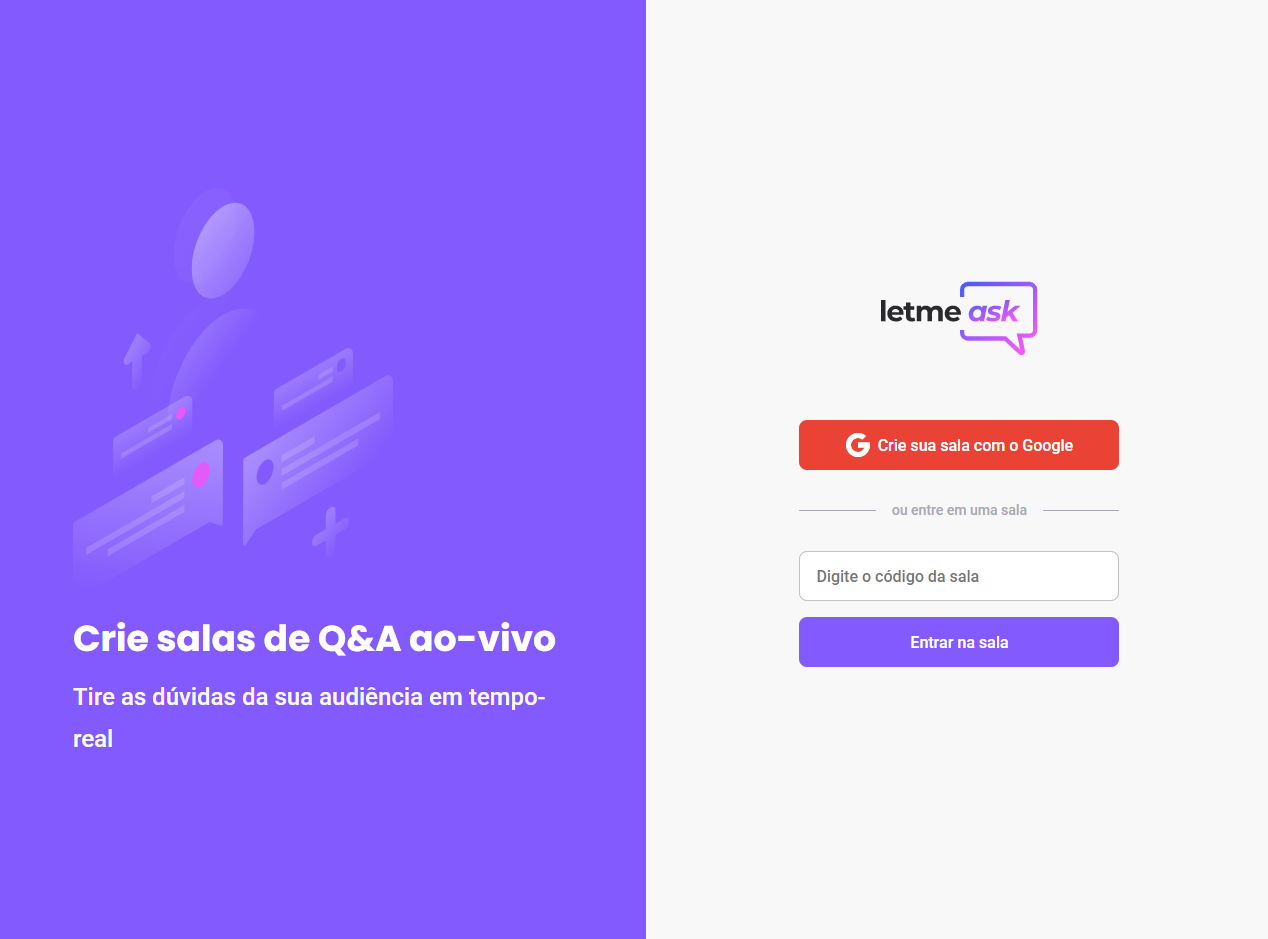 Crie salas de Q&A ao-vivo
Tire as dúvidas da sua audiência em tempo-
real
letme ask
Crie sua sala com o Google
ou entre em uma sala
Digite o código da sala
Entrar na sala